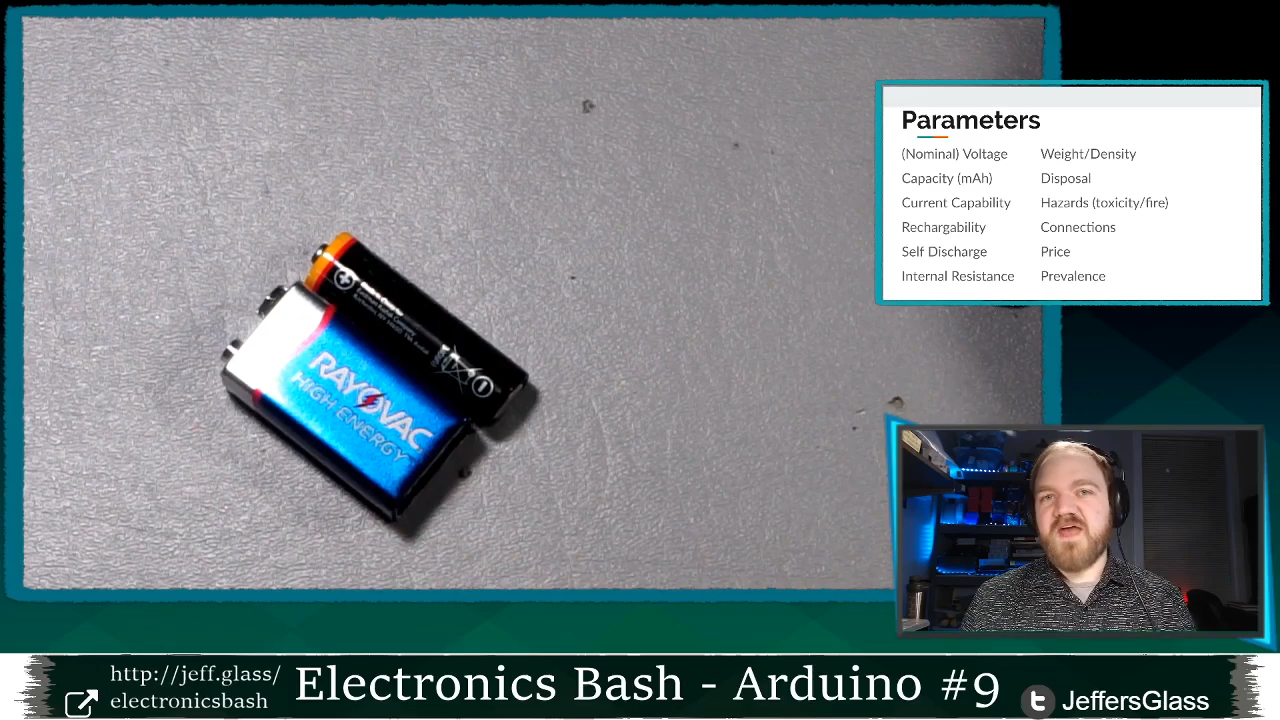 Parameters
(Nominal) Voltage
Capacity (mAh)
Current Capability
Rechargability
Self Discharge
Internal Resistance
Weight/Density
Disposal
Hazards (toxicity/fire)
Connections
Price
Prevalence
RAYOVAC
HIGH ENERGY
http://jeff.glass/
electronicsbash
Electronics Bash - Arduino #9
JeffersGlass